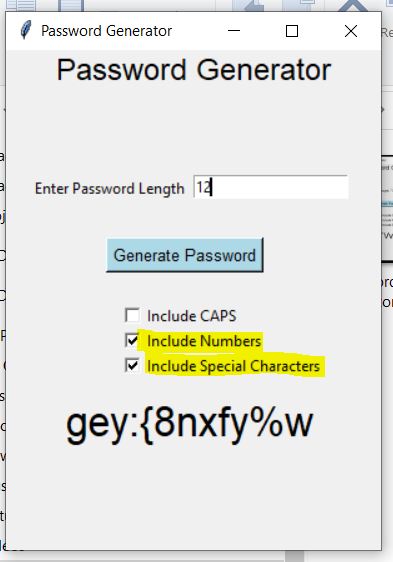 Password Generator
Password Generator
Enter Password Length 12
Generate Password
Include CAPS
Include Numbers
Include Special Characters
gey:{8nxfy%w